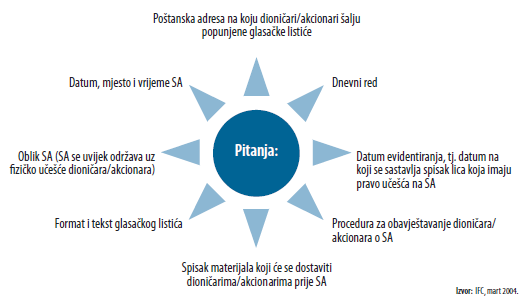 Poštanska adresa na koju dioničari/akcionari šalju
popunjene glasačke listiće
Datum, mjesto i vrijeme SA
Dnevni red
Oblik SA (SA se uvijek održava uz
fizičko učešće dioničara/akcionara)
Pitanja:
Datum evidentiranja, tj. datum na
koji se sastavlja spisak lica koja imaju
pravo učešća na SA
Format i tekst glasačkog listića
Procedura za obavještavanje dioničara/
akcionara o SA
Spisak materijala koji će se dostaviti
dioničarima/akcionarima prije SA
Izvor: IFC, mart 2004.